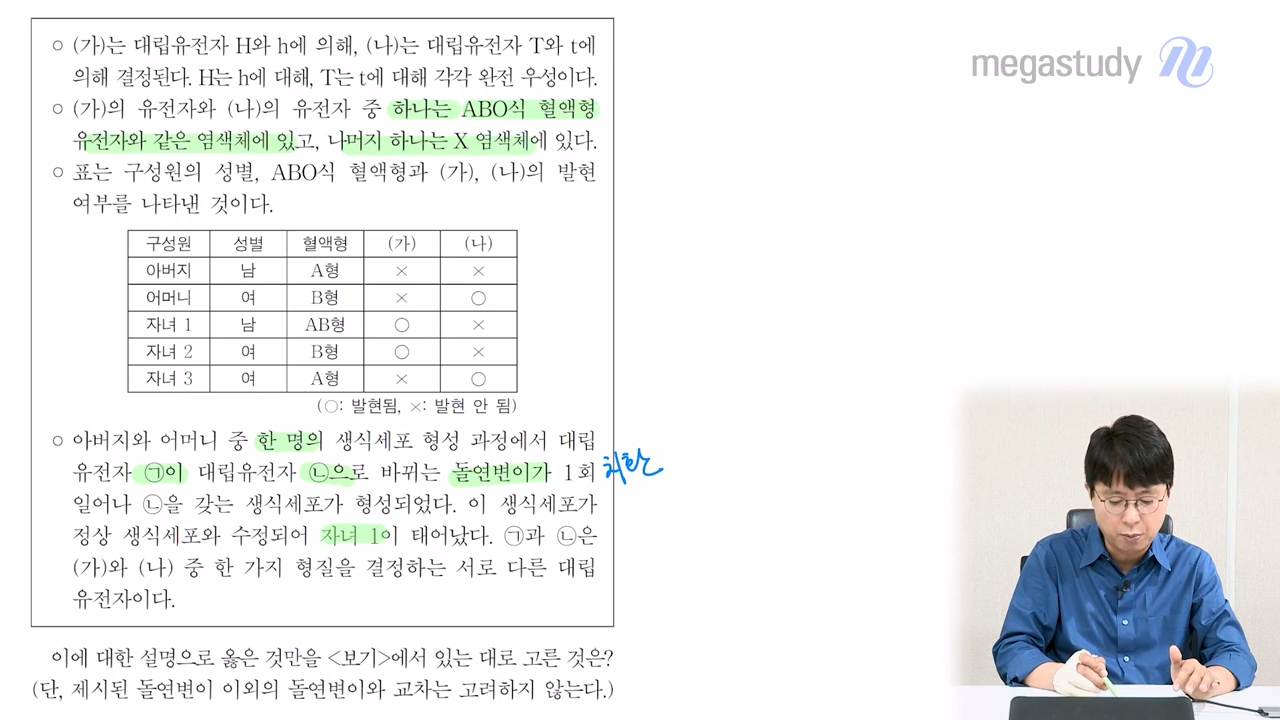 megastudy
○ (가)는 대립유전자 H와 h에 의해, (나)는 대립유전자 T와 t에
의해 결정된다. H는 h에 대해, T는 t에 대해 각각 완전 우성이다.
○ (가)의 유전자와 (나)의 유전자 중 하나는 ABO식 혈액형
유전자와 같은 염색체에 있고, 나머지 하나는 X 염색체에 있다.
○ 표는 구성원의 성별, ABO식 혈액형과 (가), (나)의 발현
여부를 나타낸 것이다.
구성원 성별 혈액형 (가) (나)
아버지 남 A형 × ×
어머니 여 B형 × ○
자녀 1 남 AB형 ○ ×
자녀 2 여 B형 ○ ×
자녀 3 여 A형 × ○
(○: 발현됨, ×: 발현 안 됨)
○ 아버지와 어머니 중 한 명의 생식세포 형성 과정에서 대립
유전자 ㉠이 대립유전자 ㉡으로 바뀌는 돌연변이가 1회 치환
일어나 ㉡을 갖는 생식세포가 형성되었다. 이 생식세포가
정상 생식세포와 수정되어 자녀 1이 태어났다. ㉠과 ㉡은
(가)와 (나) 중 한 가지 형질을 결정하는 서로 다른 대립
유전자이다.
이에 대한 설명으로 옳은 것만을 <보기>에서 있는 대로 고른 것은?
(단, 제시된 돌연변이 이외의 돌연변이와 교차는 고려하지 않는다.)